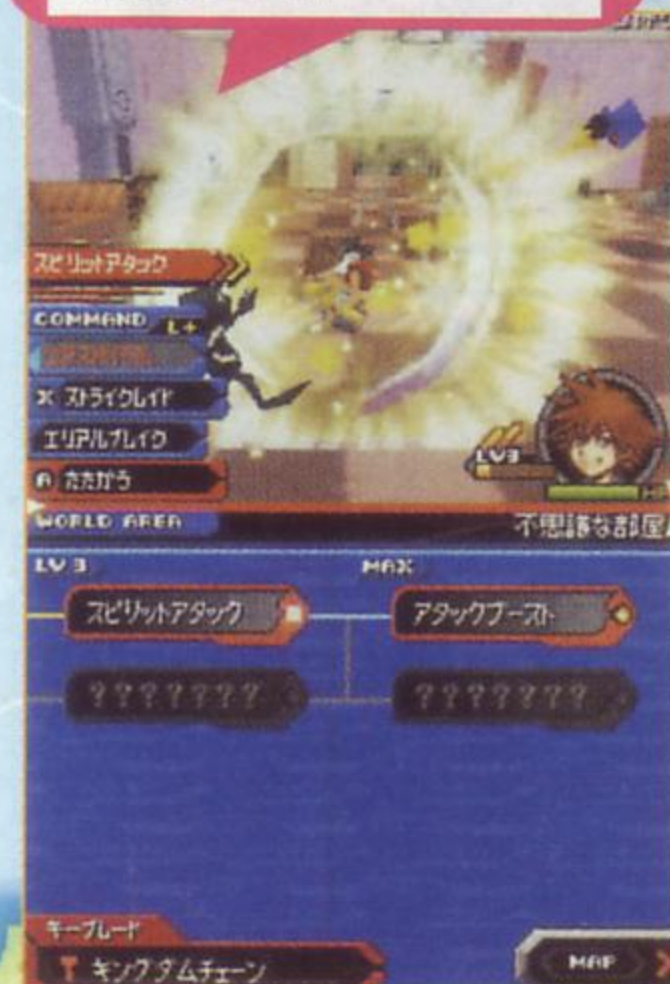 スピリットアタック
COMMAND L+
X ストライクレイド
エリアルブレイク
A たたかう
LV3
WORLD AREA
不思議な部屋
LV 3
MAX
スピリットアタック
アタックブースト
???????
???????
キーブレード
キングダムチェーン
MAP